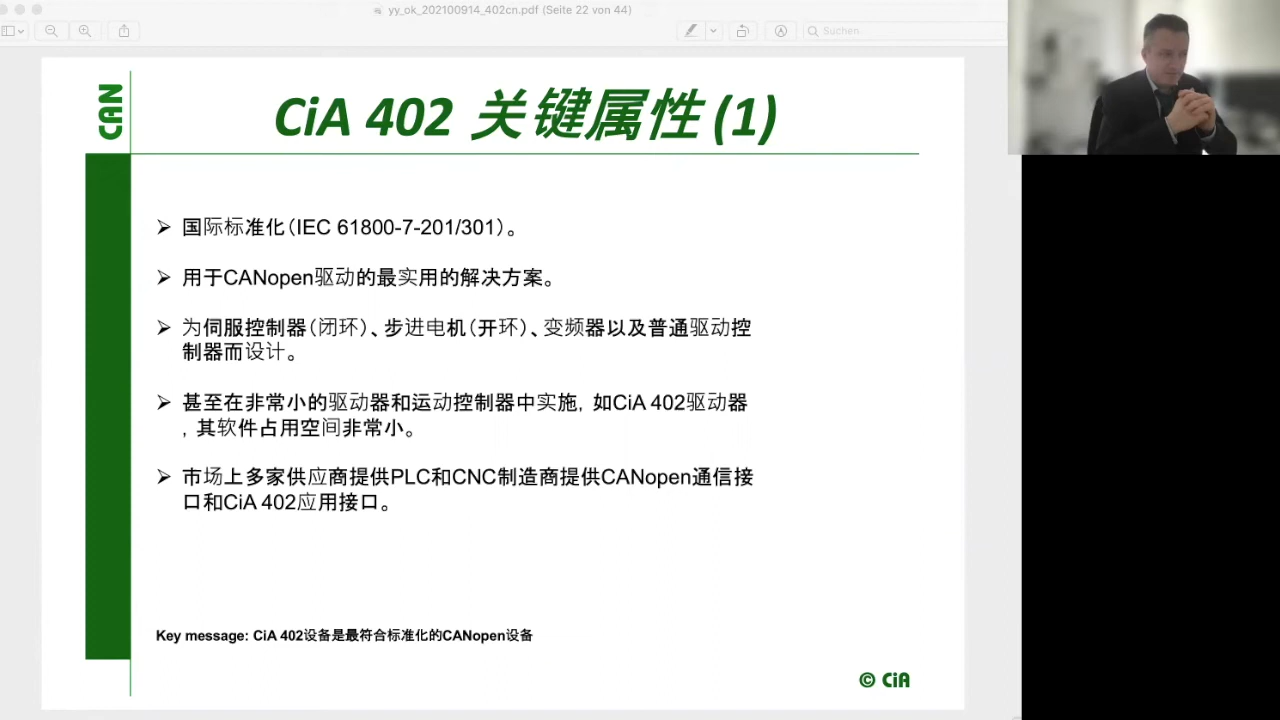 yy_ok_202100914_402cn.pdf (Seite 22 von 44)
Suchen
CAN
CiA 402 关键属性 (1)
➢ 国际标准化（IEC 61800-7-201/301）。
➢ 用于CANopen驱动的最实用的解决方案。
➢ 为伺服控制器（闭环）、步进电机（开环）、变频器以及普通驱动控
制器而设计。
➢ 甚至在非常小的驱动器和运动控制器中实施, 如CiA 402驱动器
, 其软件占用空间非常小。
➢ 市场上多家供应商提供PLC和CNC制造商提供CANopen通信接
口和CiA 402应用接口。
Key message: CiA 402设备是最符合标准化的CANopen设备
© CiA